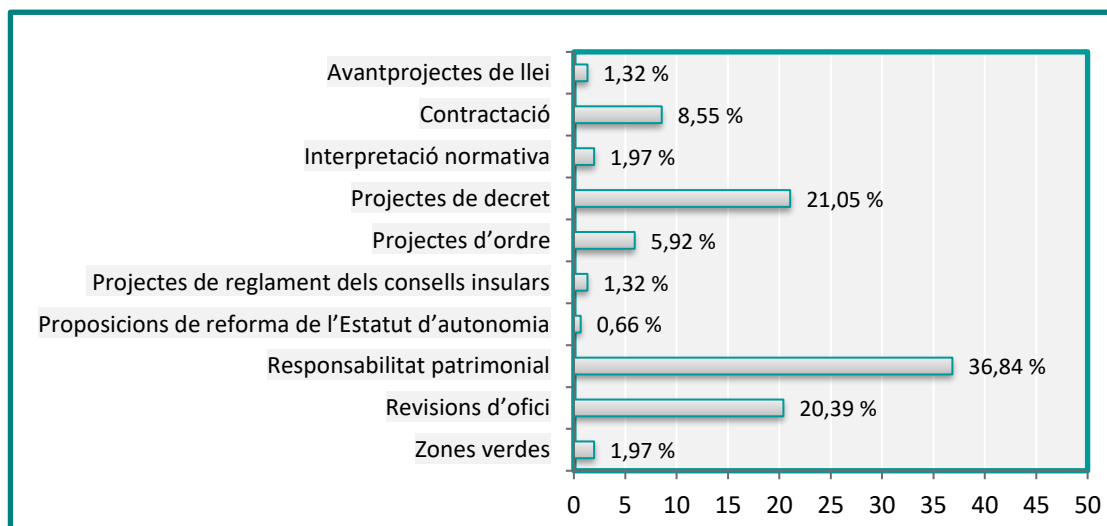 Avantprojectes de llei 1,32 %
Contractació 8,55 %
Interpretació normativa 1,97 %
Projectes de decret 21,05 %
Projectes d’ordre 5,92 %
Projectes de reglament dels consells insulars 1,32 %
Proposicions de reforma de l’Estatut d’autonomia 0,66 %
Responsabilitat patrimonial 36,84 %
Revisions d’ofici 20,39 %
Zones verdes 1,97 %
0 5 10 15 20 25 30 35 40 45 50